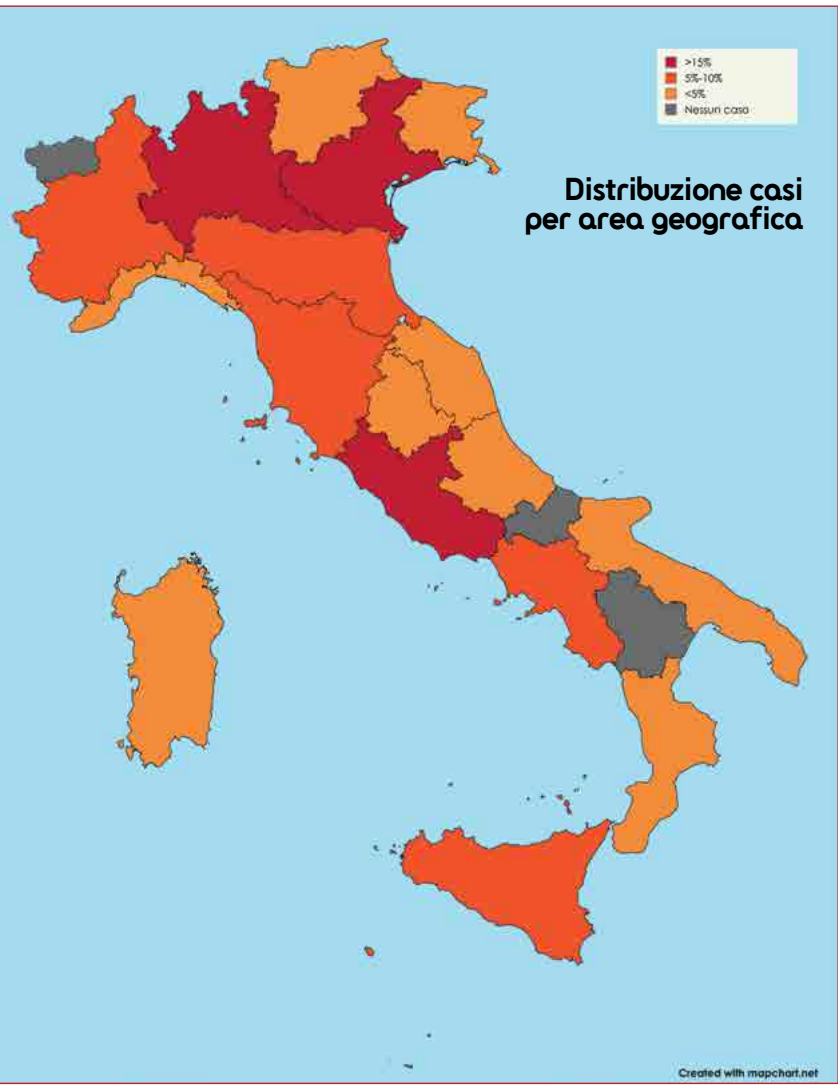 >15%
5%-10%
<5%
Nessun caso
Distribuzione casi
per area geografica
Created with mapchart.net